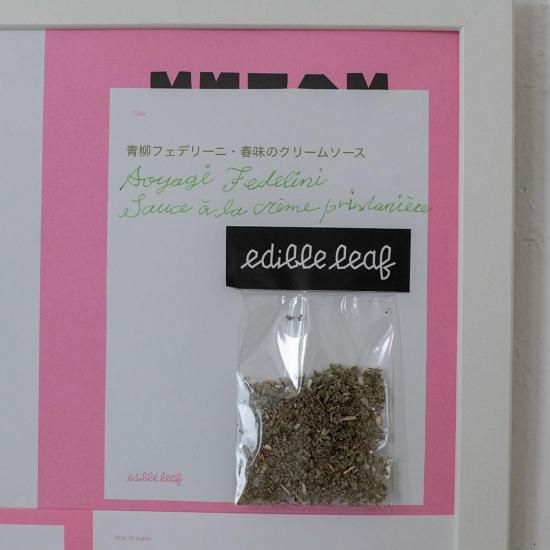 Title
青柳フェデリーニ・春味のクリームソース
Aoyagi Fedelini
Sauce à la crème printanière
edible leaf
edible leaf
How to make